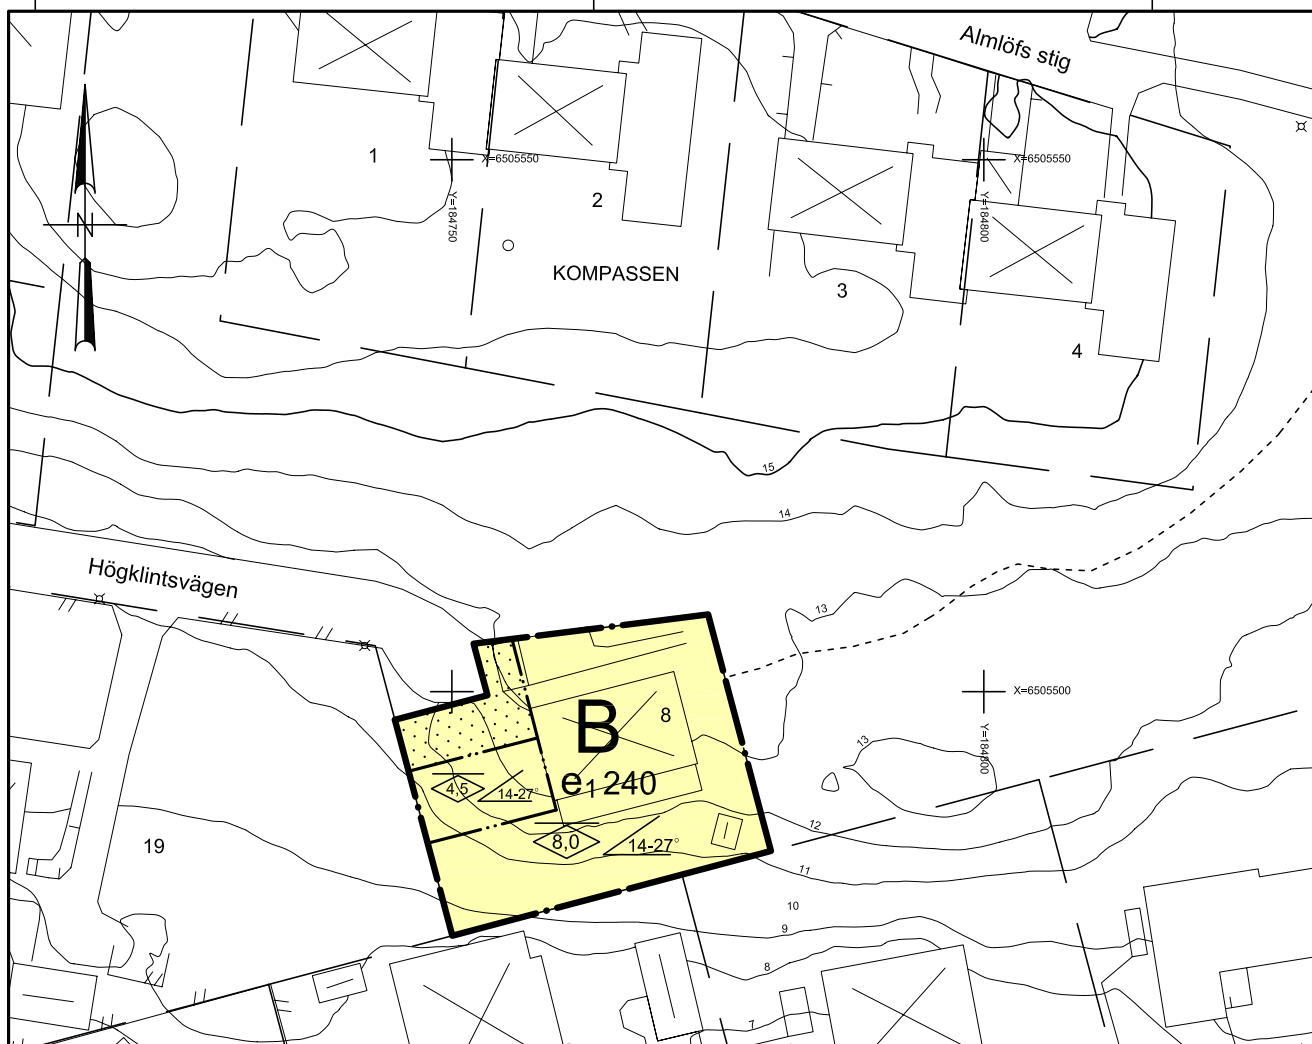 Almlöfs stig
1
X=6505550
Y=184750
2
X=6505550
Y=184800
KOMPASSEN
3
4
N
15
14
Högklintsvägen
13
X=6505500
Y=184800
B
8
e1 240
13
4,5
14-27°
8,0
14-27°
12
11
19
10
9
8
7